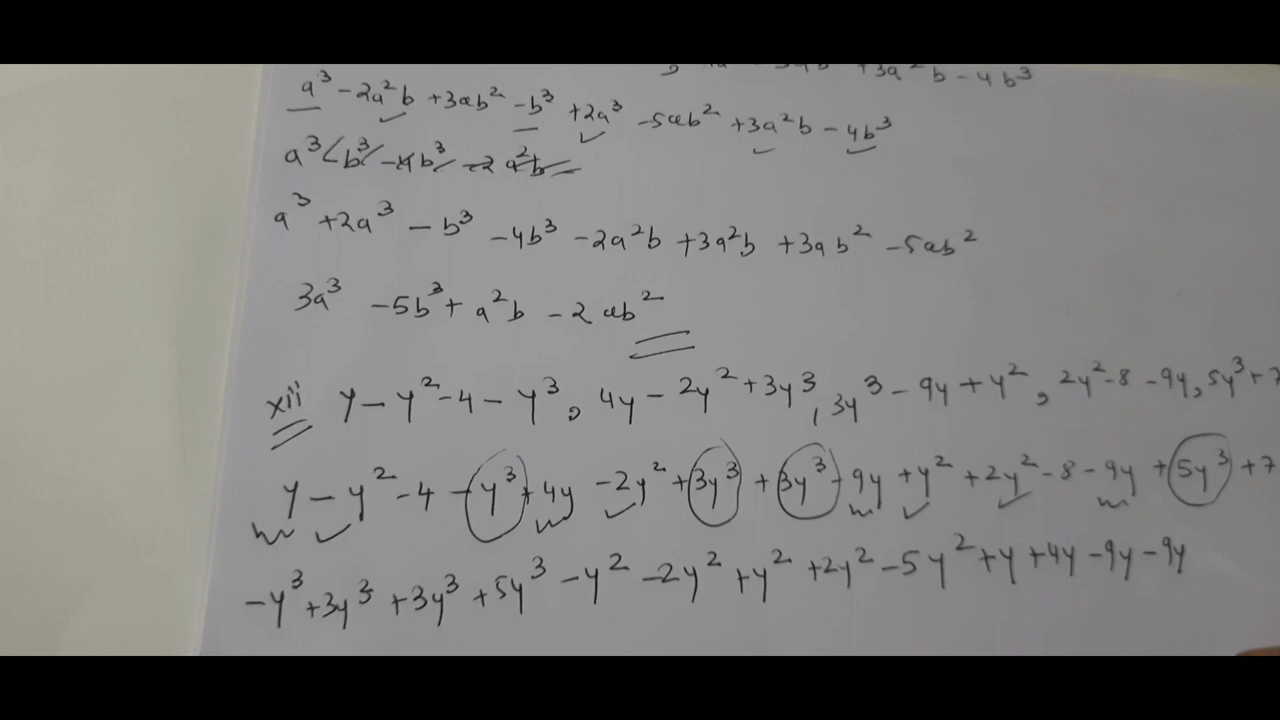 +3a²b - 4b³
a³ - 2a²b + 3ab² - b³ + 2a³ - 5ab² + 3a²b - 4b³
a³ + 2a³ - b³ - 4b³ - 2a²b + 3a²b + 3ab² - 5ab²
3a³ - 5b³ + a²b - 2ab²
xii y - y² - 4 - y³, 4y - 2y² + 3y³, 3y³ - 9y + y², 2y² - 8 - 9y, 5y³ +
y - y² - 4 - y³ + 4y - 2y² + 3y³ + 3y³ - 9y + y² + 2y² - 8 - 9y + 5y³ + 7
-y³ + 3y³ + 3y³ + 5y³ - y² - 2y² + y² + 2y² - 5y² + y + 4y - 9y - 9y